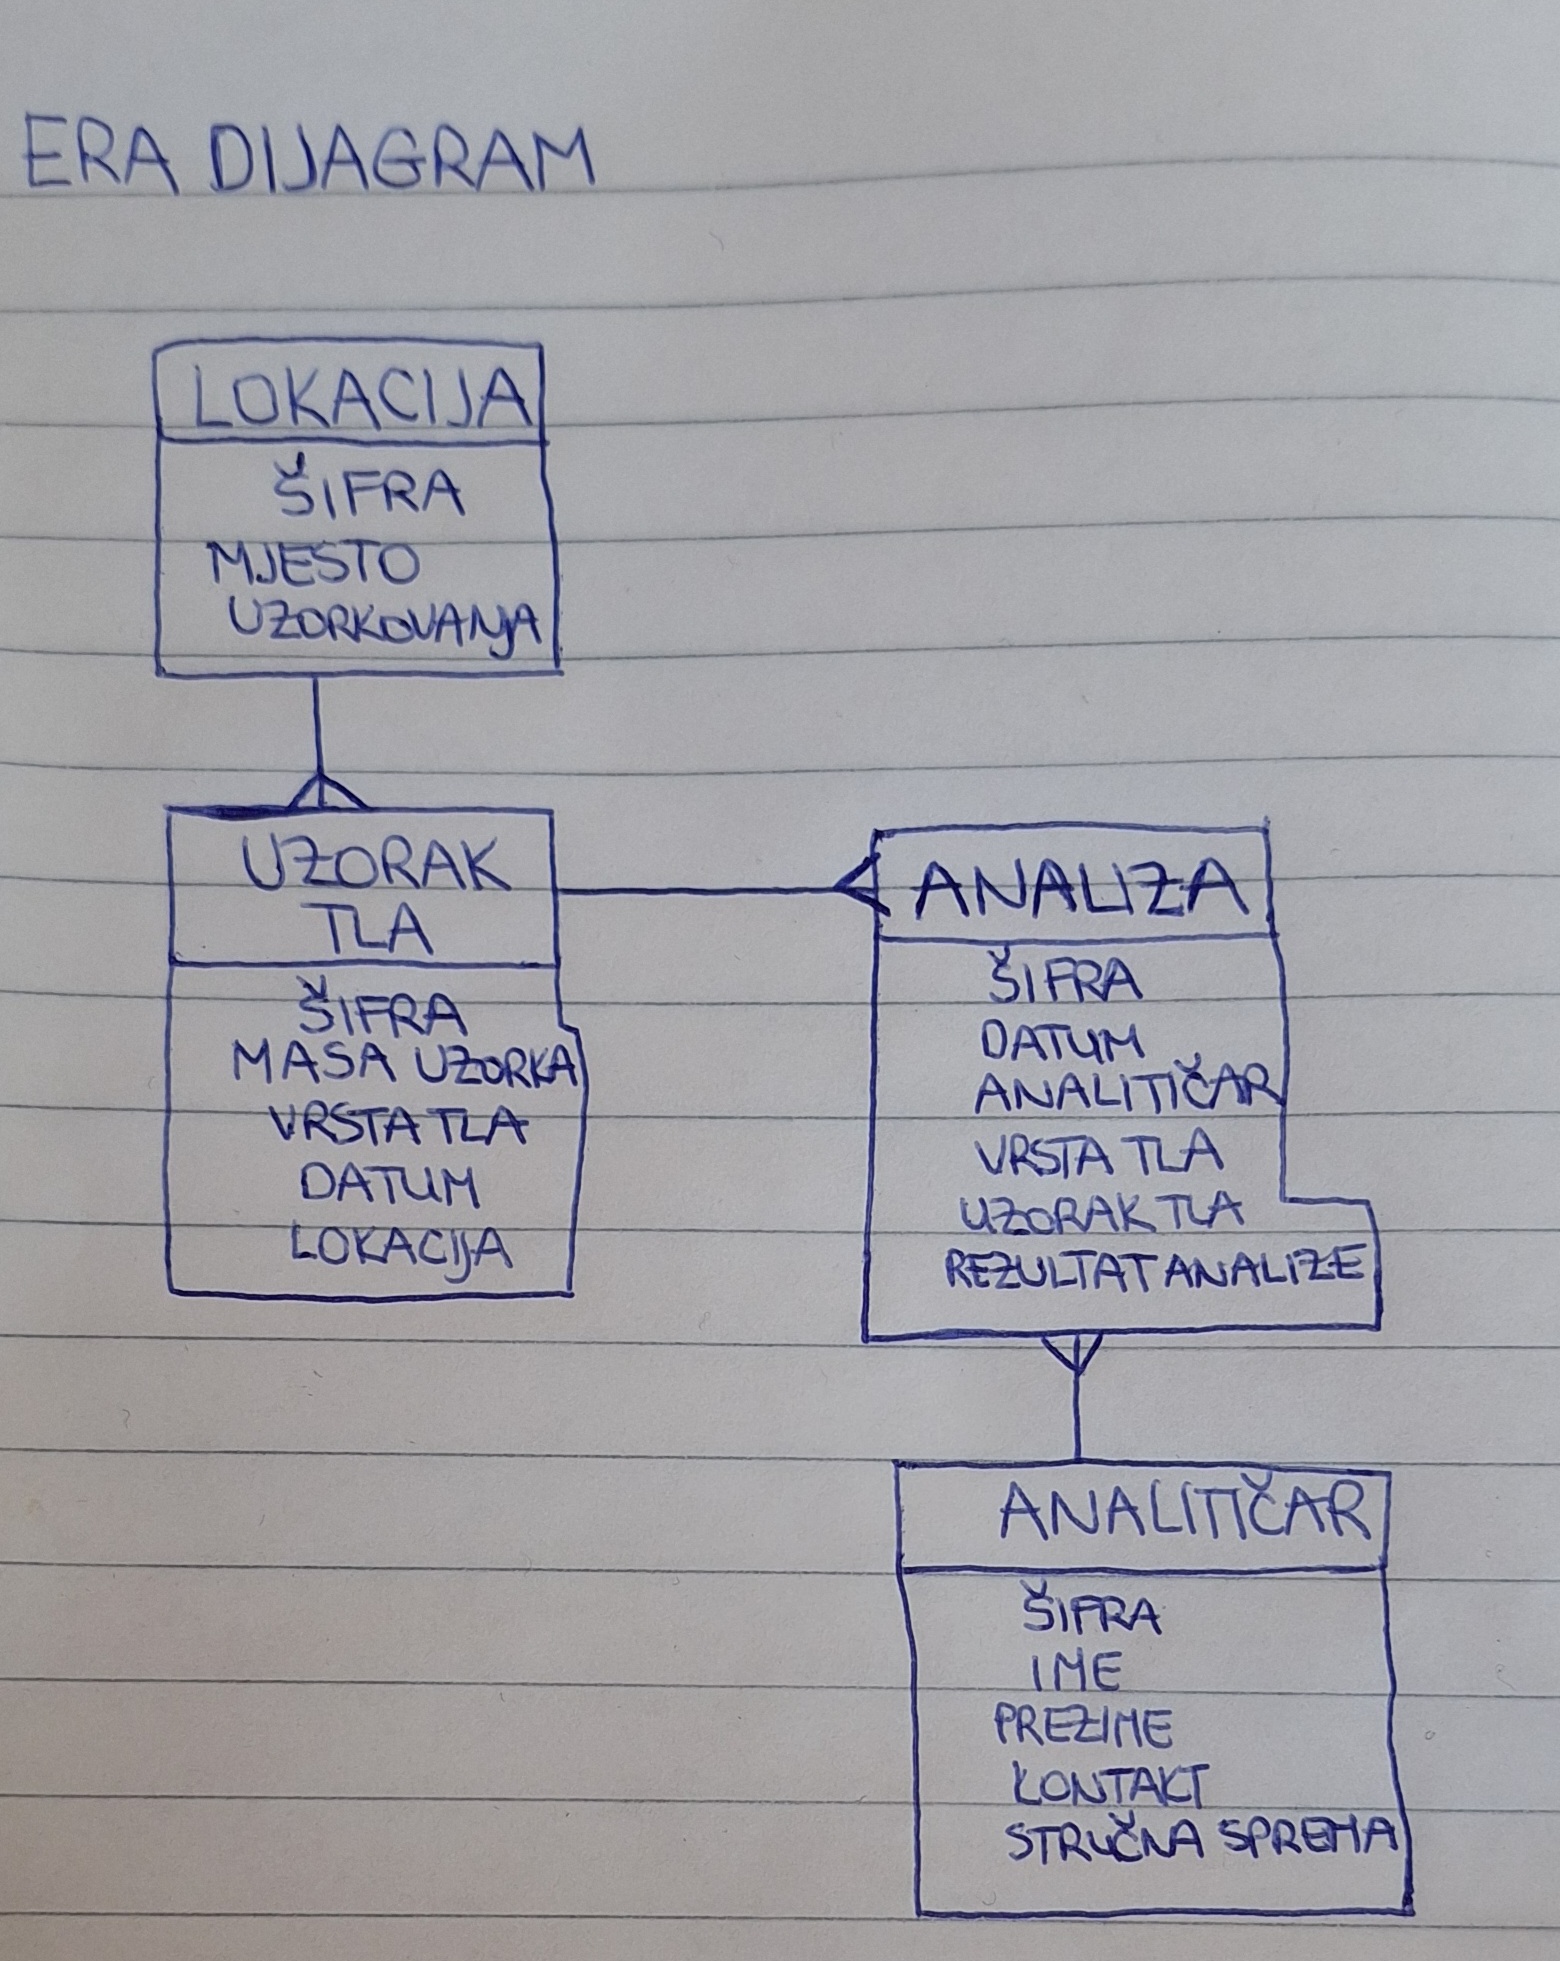 ERA DIJAGRAM
LOKACIJA
ŠIFRA
MJESTO
UZORKOVANJA
UZORAK
TLA
ŠIFRA
MASA UZORKA
VRSTA TLA
DATUM
LOKACIJA
ANALIZA
ŠIFRA
DATUM
ANALITIČAR
VRSTA TLA
UZORAK TLA
REZULTAT ANALIZE
ANALITIČAR
ŠIFRA
IME
PREZIME
KONTAKT
STRUČNA SPREMA